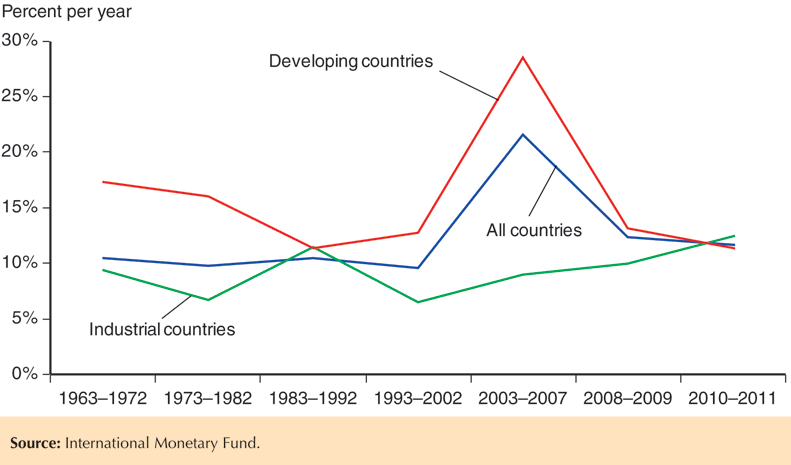 Percent per year
30%
25%
20%
15%
10%
5%
0%
Developing countries
All countries
Industrial countries
1963–1972 1973–1982 1983–1992 1993–2002 2003–2007 2008–2009 2010–2011
Source: International Monetary Fund.